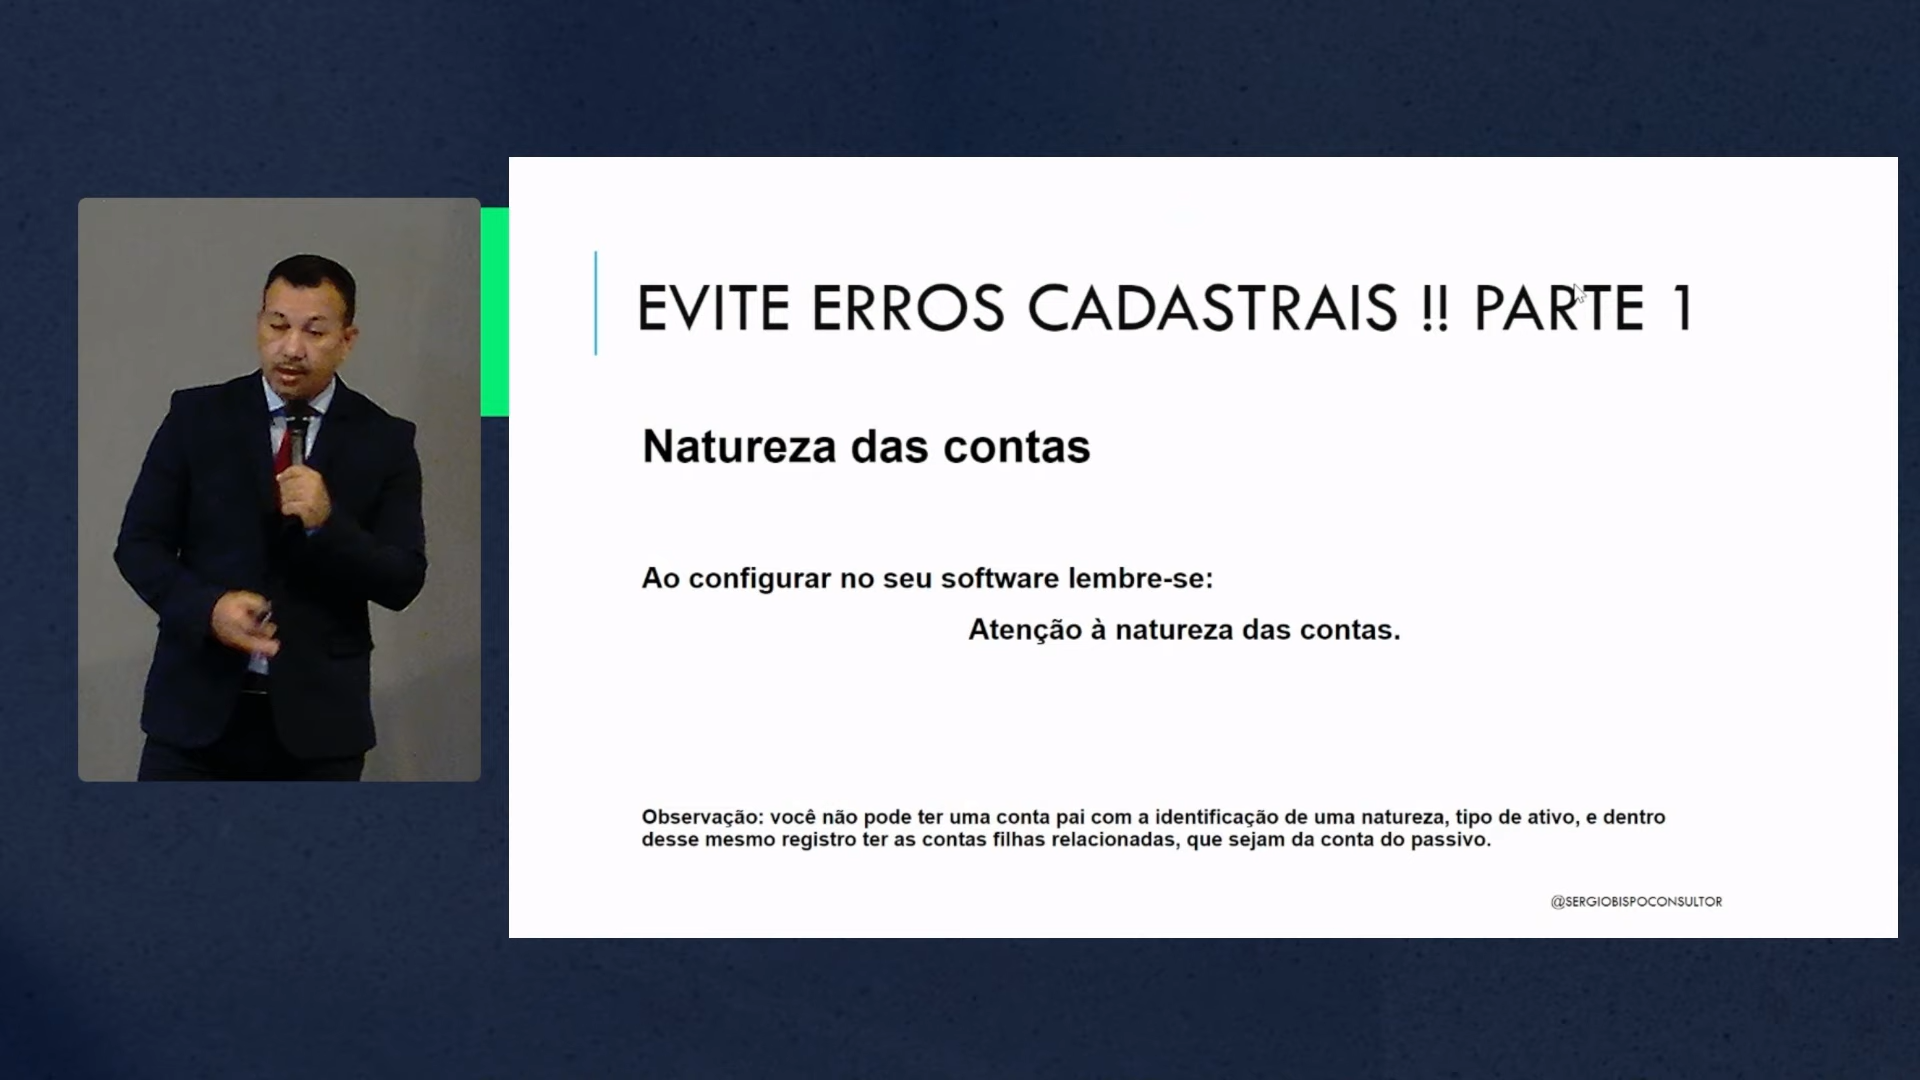 EVITE ERROS CADASTRAIS !! PARTE 1
Natureza das contas
Ao configurar no seu software lembre-se:
Atenção à natureza das contas.
Observação: você não pode ter uma conta pai com a identificação de uma natureza, tipo de ativo, e dentro
desse mesmo registro ter as contas filhas relacionadas, que sejam da conta do passivo.
@SERGIOBISPOCONSULTOR